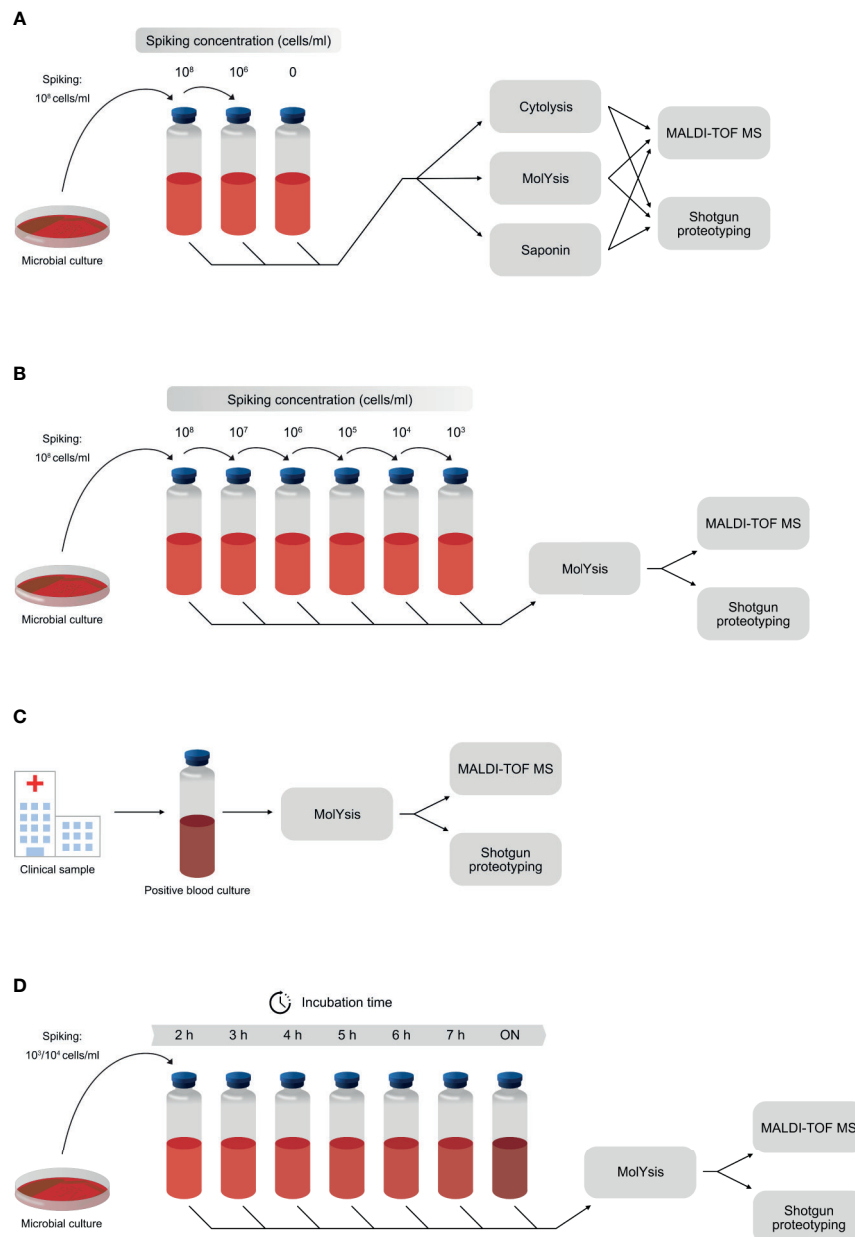 A
Spiking concentration (cells/ml)
Spiking:
10⁸ cells/ml
10⁸ 10⁶ 0
Cytolysis
MolYsis
Saponin
MALDI-TOF MS
Shotgun
proteotyping
Microbial culture
B
Spiking concentration (cells/ml)
Spiking:
10⁸ cells/ml
10⁸ 10⁷ 10⁶ 10⁵ 10⁴ 10³
MolYsis
MALDI-TOF MS
Shotgun
proteotyping
Microbial culture
C
Clinical sample
Positive blood culture
MolYsis
MALDI-TOF MS
Shotgun
proteotyping
D
Incubation time
Spiking:
10³/10⁴ cells/ml
2 h 3 h 4 h 5 h 6 h 7 h ON
MolYsis
MALDI-TOF MS
Shotgun
proteotyping
Microbial culture